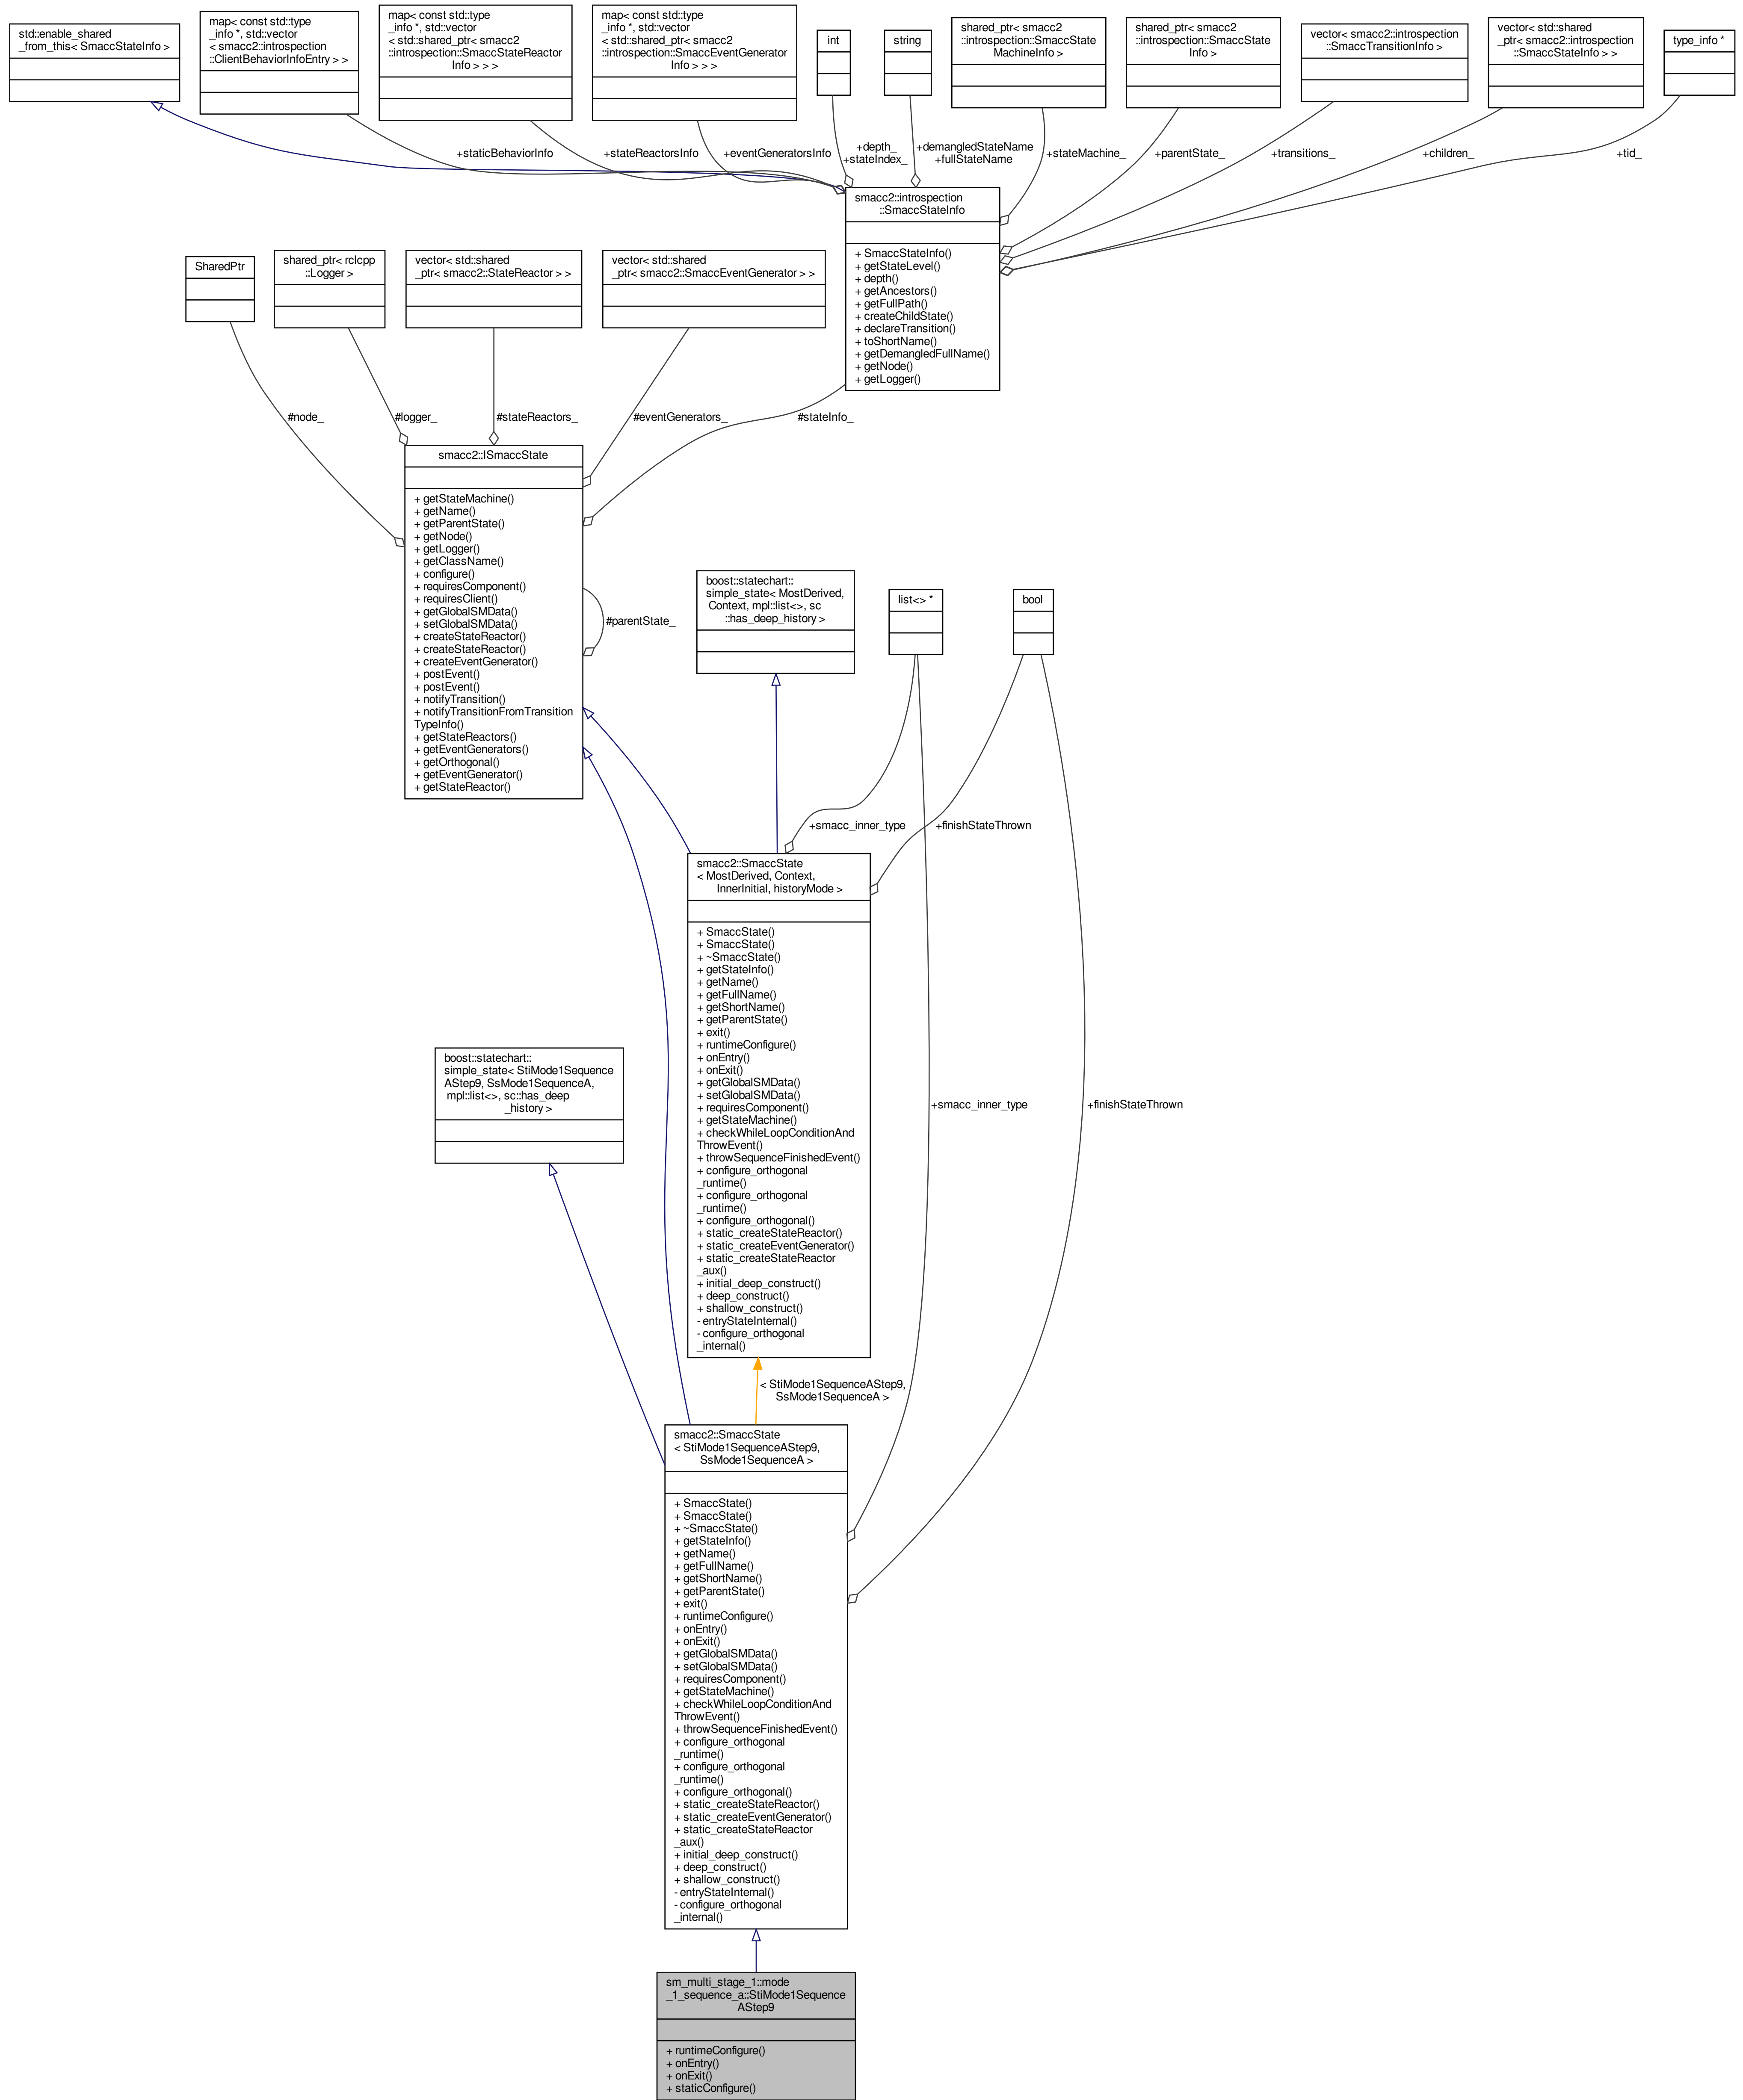 std::enable_shared
_from_this< SmaccStateInfo >
map< const std::type
_info *, std::vector
< smacc2::introspection
::ClientBehaviorInfoEntry > >
map< const std::type
_info *, std::vector
< std::shared_ptr< smacc2
::introspection::SmaccStateReactor
Info > > >
map< const std::type
_info *, std::vector
< std::shared_ptr< smacc2
::introspection::SmaccEventGenerator
Info > > >
int
string
shared_ptr< smacc2
::introspection::SmaccState
MachineInfo >
shared_ptr< smacc2
::introspection::SmaccState
Info >
vector< smacc2::introspection
::SmaccTransitionInfo >
vector< std::shared
_ptr< smacc2::introspection
::SmaccStateInfo > >
type_info *
+staticBehaviorInfo
+stateReactorsInfo
+eventGeneratorsInfo
+depth_
+stateIndex_
+demangledStateName
+fullStateName
+stateMachine_
+parentState_
+transitions_
+children_
+tid_
smacc2::introspection
::SmaccStateInfo
+ SmaccStateInfo()
+ getStateLevel()
+ depth()
+ getAncestors()
+ getFullPath()
+ createChildState()
+ declareTransition()
+ toShortName()
+ getDemangledFullName()
+ getNode()
+ getLogger()
SharedPtr
shared_ptr< rclcpp
::Logger >
vector< std::shared
_ptr< smacc2::StateReactor > >
vector< std::shared
_ptr< smacc2::SmaccEventGenerator > >
#node_
#logger_
#stateReactors_
#eventGenerators_
#stateInfo_
smacc2::ISmaccState
+ getStateMachine()
+ getName()
+ getParentState()
+ getNode()
+ getLogger()
+ getClassName()
+ configure()
+ requiresComponent()
+ requiresClient()
+ getGlobalSMData()
+ setGlobalSMData()
+ createStateReactor()
+ createStateReactor()
+ createEventGenerator()
+ postEvent()
+ postEvent()
+ notifyTransition()
+ notifyTransitionFromTransition
TypeInfo()
+ getStateReactors()
+ getEventGenerators()
+ getOrthogonal()
+ getEventGenerator()
+ getStateReactor()
#parentState_
boost::statechart::
simple_state< MostDerived,
Context, mpl::list<>, sc
::has_deep_history >
list<> *
bool
+smacc_inner_type
+finishStateThrown
smacc2::SmaccState
< MostDerived, Context,
InnerInitial, historyMode >
+ SmaccState()
+ SmaccState()
+ ~SmaccState()
+ getStateInfo()
+ getName()
+ getFullName()
+ getShortName()
+ getParentState()
+ exit()
+ runtimeConfigure()
+ onEntry()
+ onExit()
+ getGlobalSMData()
+ setGlobalSMData()
+ requiresComponent()
+ getStateMachine()
+ checkWhileLoopConditionAnd
ThrowEvent()
+ throwSequenceFinishedEvent()
+ configure_orthogonal
_runtime()
+ configure_orthogonal
_runtime()
+ configure_orthogonal()
+ static_createStateReactor()
+ static_createEventGenerator()
+ static_createStateReactor
_aux()
+ initial_deep_construct()
+ deep_construct()
+ shallow_construct()
- entryStateInternal()
- configure_orthogonal
_internal()
boost::statechart::
simple_state< StiMode1Sequence
AStep9, SsMode1SequenceA,
mpl::list<>, sc::has_deep
_history >
+smacc_inner_type
+finishStateThrown
< StiMode1SequenceAStep9,
SsMode1SequenceA >
smacc2::SmaccState
< StiMode1SequenceAStep9,
SsMode1SequenceA >
+ SmaccState()
+ SmaccState()
+ ~SmaccState()
+ getStateInfo()
+ getName()
+ getFullName()
+ getShortName()
+ getParentState()
+ exit()
+ runtimeConfigure()
+ onEntry()
+ onExit()
+ getGlobalSMData()
+ setGlobalSMData()
+ requiresComponent()
+ getStateMachine()
+ checkWhileLoopConditionAnd
ThrowEvent()
+ throwSequenceFinishedEvent()
+ configure_orthogonal
_runtime()
+ configure_orthogonal
_runtime()
+ configure_orthogonal()
+ static_createStateReactor()
+ static_createEventGenerator()
+ static_createStateReactor
_aux()
+ initial_deep_construct()
+ deep_construct()
+ shallow_construct()
- entryStateInternal()
- configure_orthogonal
_internal()
sm_multi_stage_1::mode
_1_sequence_a::StiMode1Sequence
AStep9
+ runtimeConfigure()
+ onEntry()
+ onExit()
+ staticConfigure()